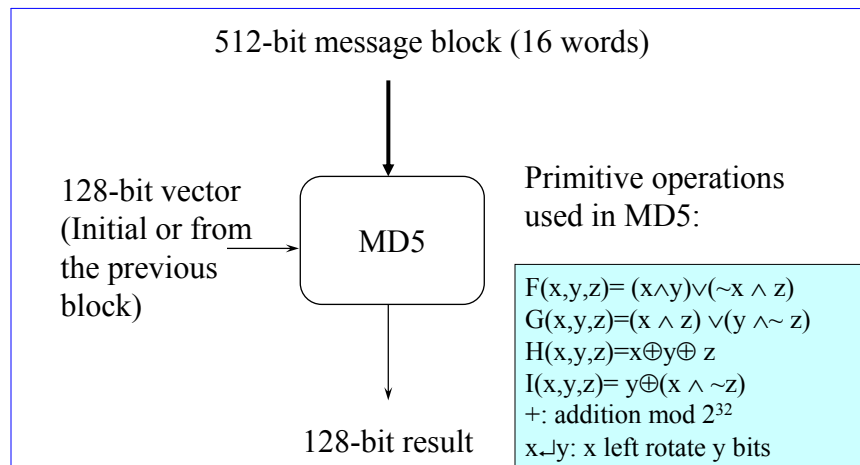 512-bit message block (16 words)
128-bit vector
(Initial or from
the previous
block)
MD5
Primitive operations
used in MD5:
F(x,y,z)= (x∧y)∨(~x ∧ z)
G(x,y,z)=(x ∧ z) ∨(y ∧~ z)
H(x,y,z)=x⊕y⊕ z
I(x,y,z)= y⊕(x ∧ ~z)
+: addition mod 2³²
x↵y: x left rotate y bits
128-bit result